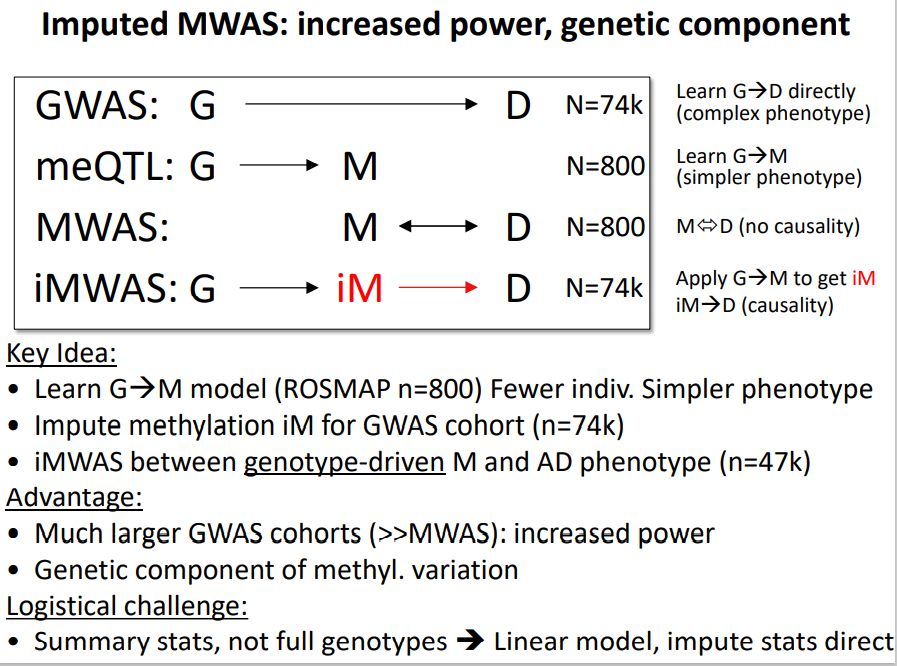 Imputed MWAS: increased power, genetic component
GWAS: G → D N=74k
Learn G→D directly
(complex phenotype)
meQTL: G → M N=800
Learn G→M
(simpler phenotype)
MWAS: M ↔ D N=800
M⇔D (no causality)
iMWAS: G → iM → D N=74k
Apply G→M to get iM
iM→D (causality)
Key Idea:
• Learn G→M model (ROSMAP n=800) Fewer indiv. Simpler phenotype
• Impute methylation iM for GWAS cohort (n=74k)
• iMWAS between genotype-driven M and AD phenotype (n=47k)
Advantage:
• Much larger GWAS cohorts (>>MWAS): increased power
• Genetic component of methyl. variation
Logistical challenge:
• Summary stats, not full genotypes ➔ Linear model, impute stats direct